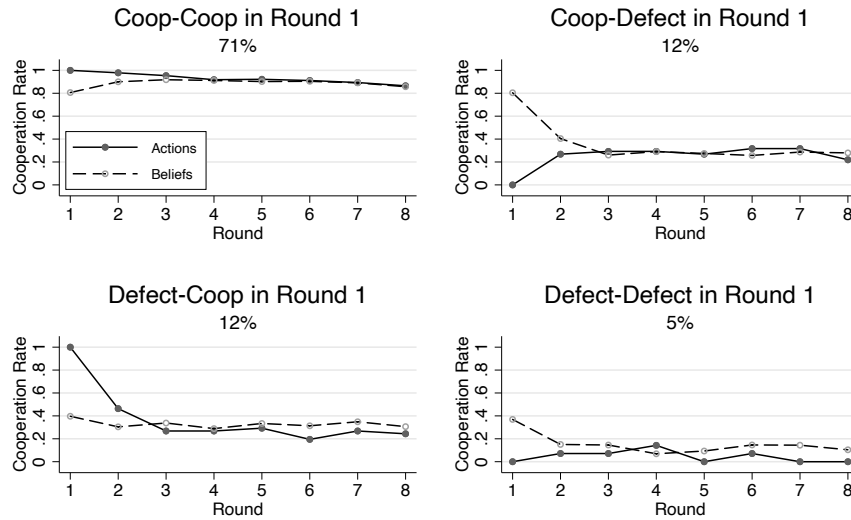 Coop-Coop in Round 1
71%
Cooperation Rate
0 .2 .4 .6 .8 1
Actions
Beliefs
1 2 3 4 5 6 7 8
Round
Coop-Defect in Round 1
12%
Cooperation Rate
0 .2 .4 .6 .8 1
1 2 3 4 5 6 7 8
Round
Defect-Coop in Round 1
12%
Cooperation Rate
0 .2 .4 .6 .8 1
1 2 3 4 5 6 7 8
Round
Defect-Defect in Round 1
5%
Cooperation Rate
0 .2 .4 .6 .8 1
1 2 3 4 5 6 7 8
Round